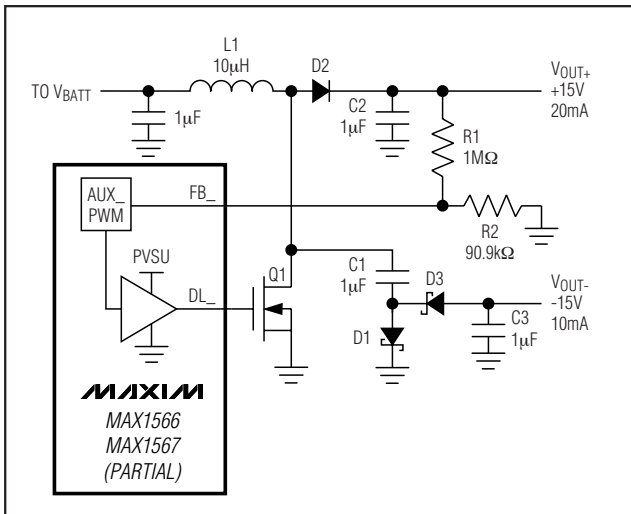 L1
10µH
D2
TO VBATT
1µF
C2
1µF
VOUT+
+15V
20mA
R1
1MΩ
AUX_
PWM
FB_
R2
90.9kΩ
PVSU
DL_
Q1
C1
1µF
D3
VOUT-
-15V
10mA
D1
C3
1µF
MAXIM
MAX1566
MAX1567
(PARTIAL)